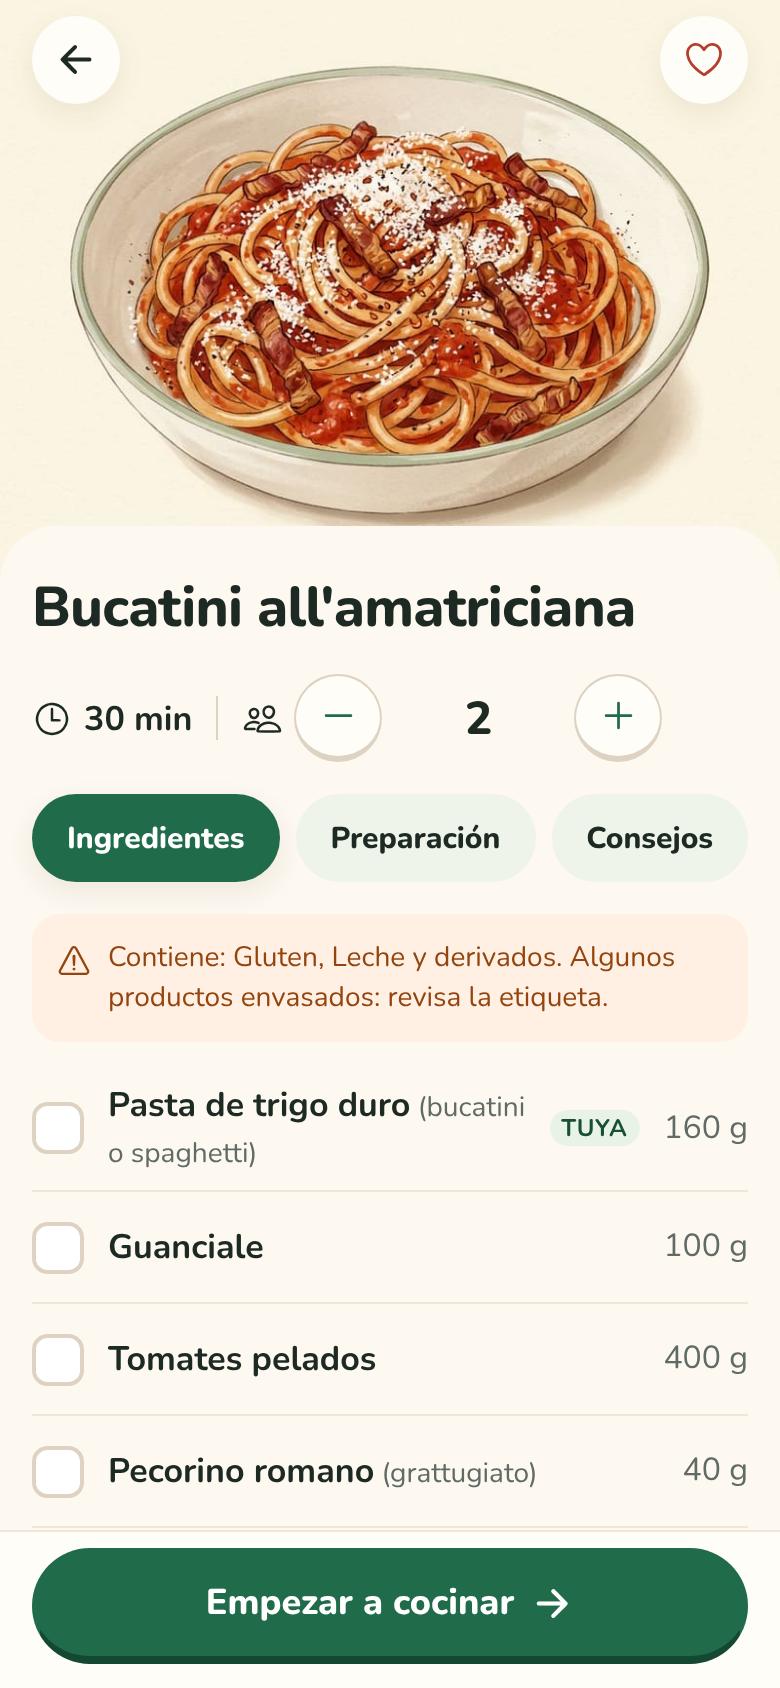 Bucatini all'amatriciana
30 min
2
Ingredientes
Preparación
Consejos
Contiene: Gluten, Leche y derivados. Algunos
productos envasados: revisa la etiqueta.
Pasta de trigo duro (bucatini
o spaghetti)
TUYA
160 g
Guanciale
100 g
Tomates pelados
400 g
Pecorino romano (grattugiato)
40 g
Empezar a cocinar →